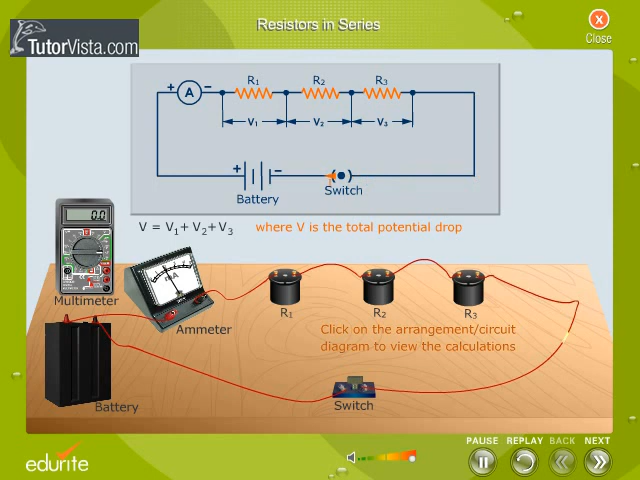 Resistors in Series
X
Close
TutorVista.com
+ A − R1 R2 R3
V1 V2 V3
+ −
Battery
Switch
V = V1 + V2 + V3 where V is the total potential drop
0.0
Multimeter
mA
Ammeter
R1 R2 R3
Click on the arrangement/circuit
diagram to view the calculations
Battery
Switch
edurite
PAUSE REPLAY BACK NEXT